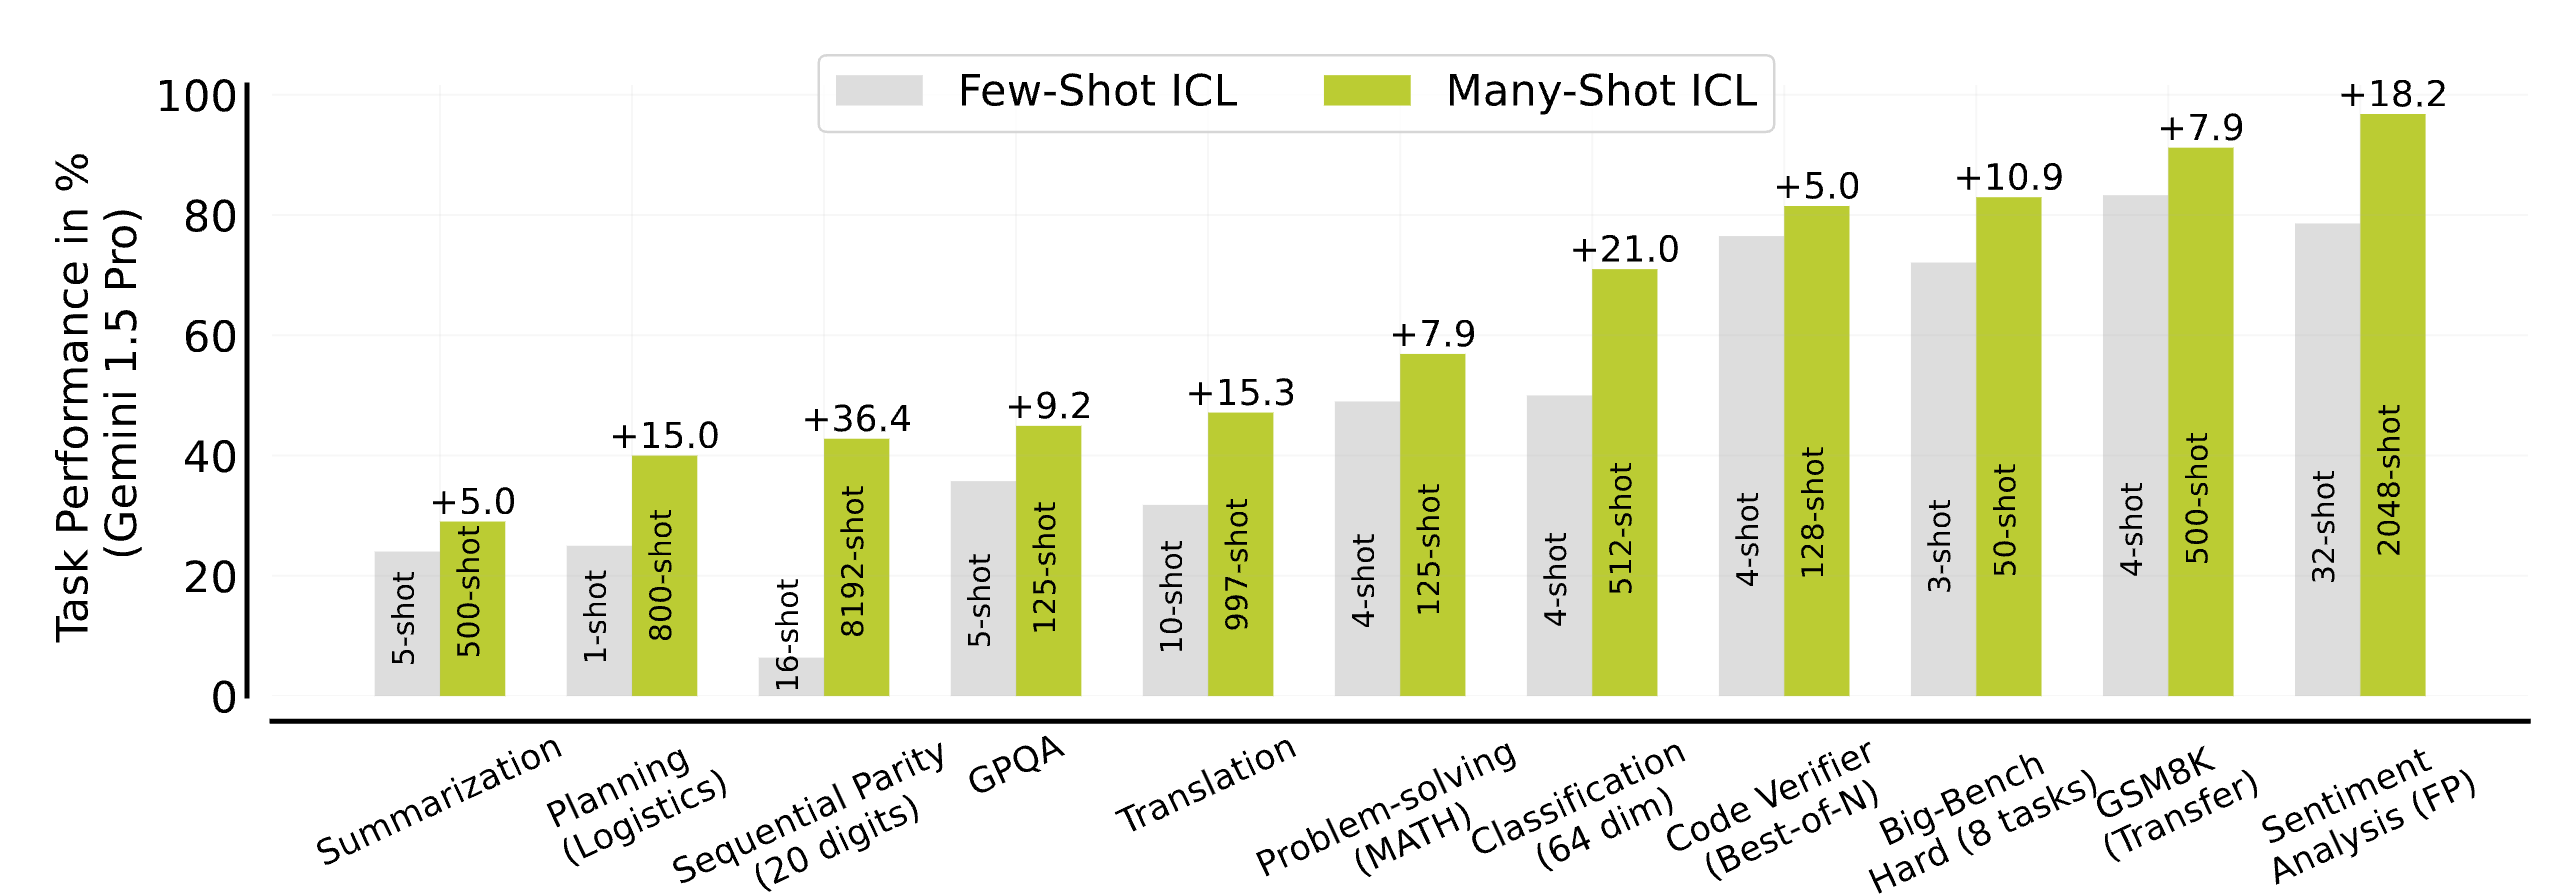 Few-Shot ICL
Many-Shot ICL
Task Performance in %
(Gemini 1.5 Pro)
100
80
60
40
20
0
+5.0
+15.0
+36.4
+9.2
+15.3
+7.9
+21.0
+5.0
+10.9
+7.9
+18.2
5-shot
500-shot
1-shot
800-shot
16-shot
8192-shot
5-shot
125-shot
10-shot
997-shot
4-shot
125-shot
4-shot
512-shot
4-shot
128-shot
3-shot
50-shot
4-shot
500-shot
32-shot
2048-shot
Summarization
Planning
(Logistics)
Sequential Parity
(20 digits)
GPQA
Translation
Problem-solving
(MATH)
Classification
(64 dim)
Code Verifier
(Best-of-N)
Big-Bench
Hard (8 tasks)
GSM8K
(Transfer)
Sentiment
Analysis (FP)